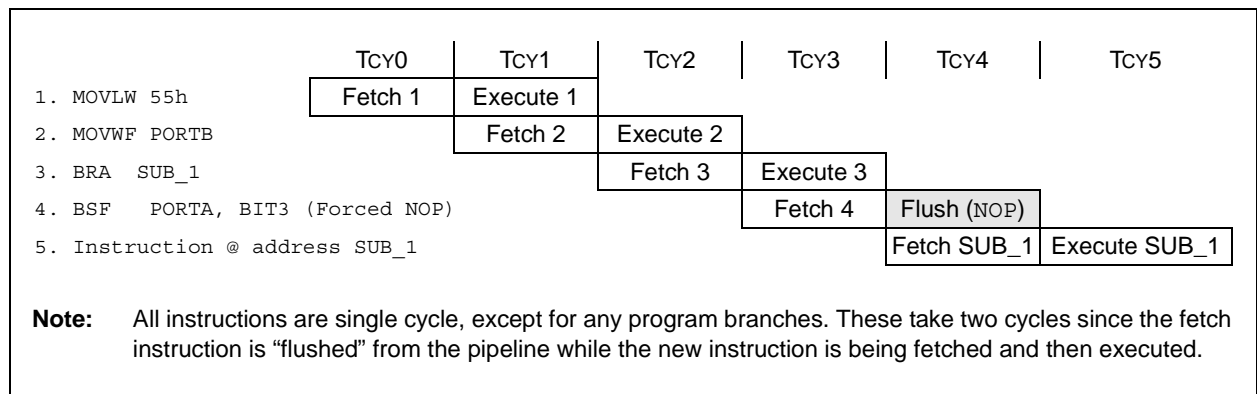 TCY0 TCY1 TCY2 TCY3 TCY4 TCY5
1. MOVLW 55h Fetch 1 Execute 1
2. MOVWF PORTB Fetch 2 Execute 2
3. BRA SUB_1 Fetch 3 Execute 3
4. BSF PORTA, BIT3 (Forced NOP) Fetch 4 Flush (NOP)
5. Instruction @ address SUB_1 Fetch SUB_1 Execute SUB_1
Note: All instructions are single cycle, except for any program branches. These take two cycles since the fetch
instruction is “flushed” from the pipeline while the new instruction is being fetched and then executed.